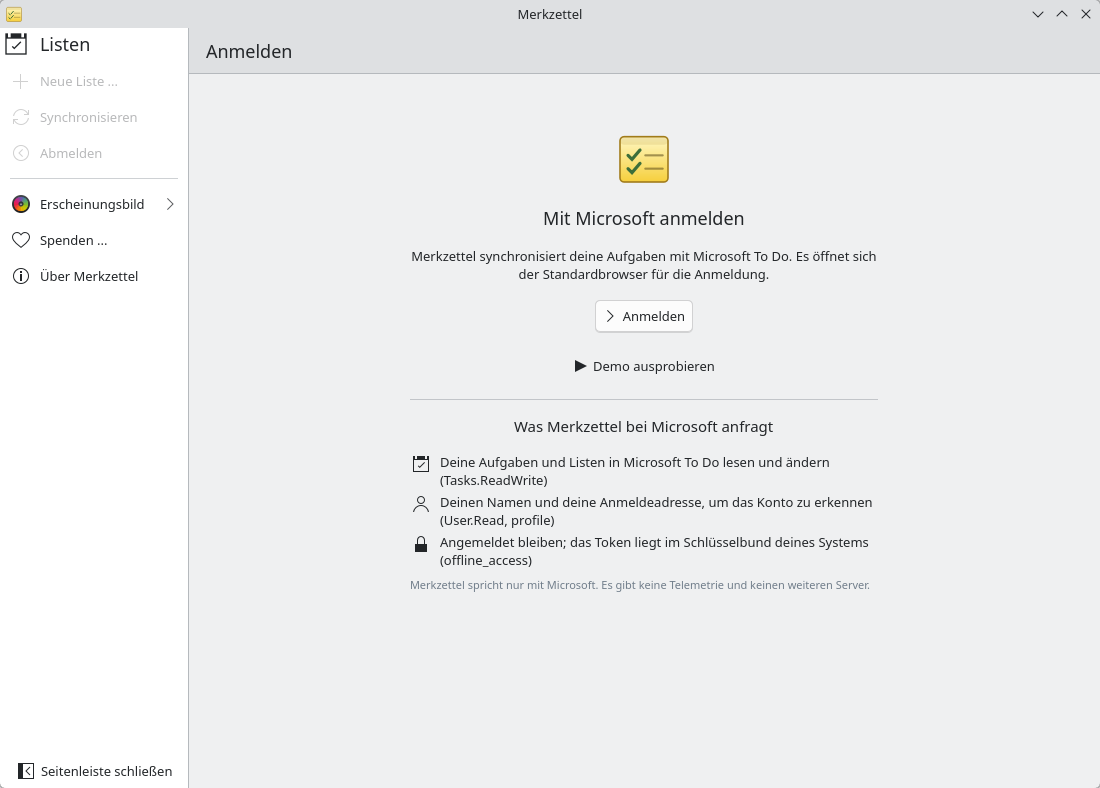 Merkzettel
Listen
Neue Liste ...
Synchronisieren
Abmelden
Erscheinungsbild
Spenden ...
Über Merkzettel
Seitenleiste schließen
Anmelden
Mit Microsoft anmelden
Merkzettel synchronisiert deine Aufgaben mit Microsoft To Do. Es öffnet sich
der Standardbrowser für die Anmeldung.
Anmelden
Demo ausprobieren
Was Merkzettel bei Microsoft anfragt
Deine Aufgaben und Listen in Microsoft To Do lesen und ändern
(Tasks.ReadWrite)
Deinen Namen und deine Anmeldeadresse, um das Konto zu erkennen
(User.Read, profile)
Angemeldet bleiben; das Token liegt im Schlüsselbund deines Systems
(offline_access)
Merkzettel spricht nur mit Microsoft. Es gibt keine Telemetrie und keinen weiteren Server.